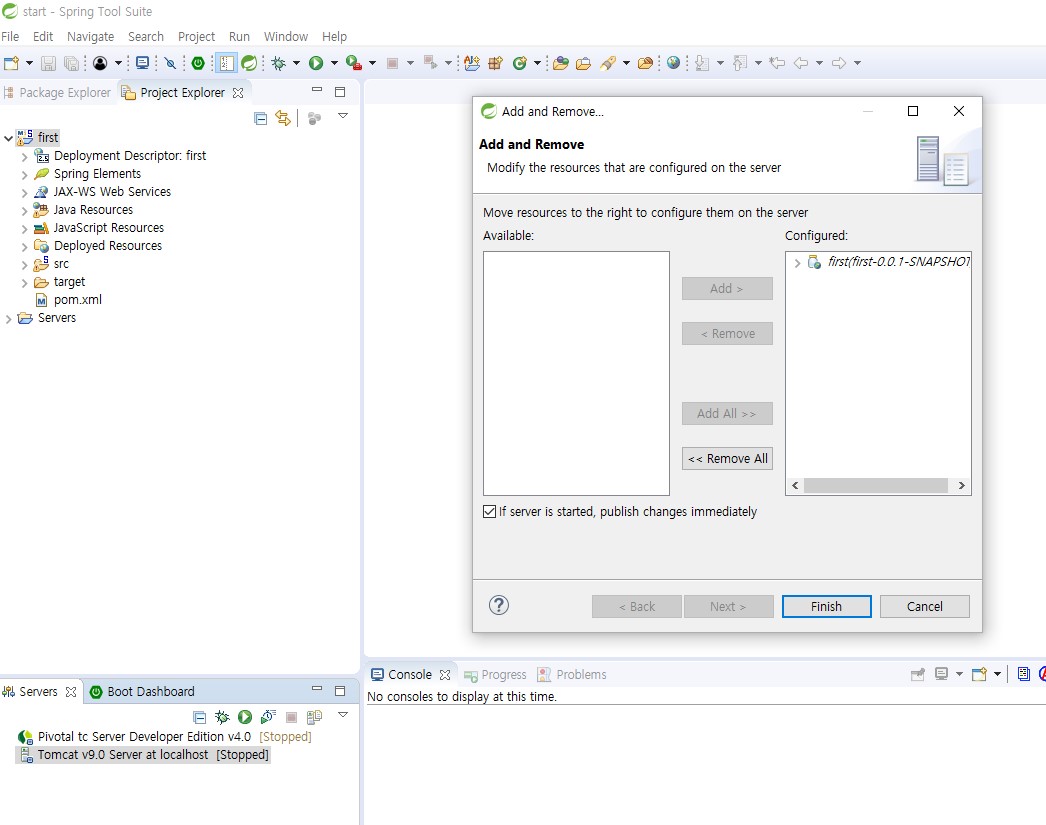 start - Spring Tool Suite
File Edit Navigate Search Project Run Window Help
Package Explorer Project Explorer
first
Deployment Descriptor: first
Spring Elements
JAX-WS Web Services
Java Resources
JavaScript Resources
Deployed Resources
src
target
pom.xml
Servers
Add and Remove...
Add and Remove
Modify the resources that are configured on the server
Move resources to the right to configure them on the server
Available:
Configured:
first(first-0.0.1-SNAPSHOT
Add >
< Remove
Add All >>
<< Remove All
If server is started, publish changes immediately
< Back Next > Finish Cancel
Servers Boot Dashboard
Pivotal tc Server Developer Edition v4.0 [Stopped]
Tomcat v9.0 Server at localhost [Stopped]
Console Progress Problems
No consoles to display at this time.